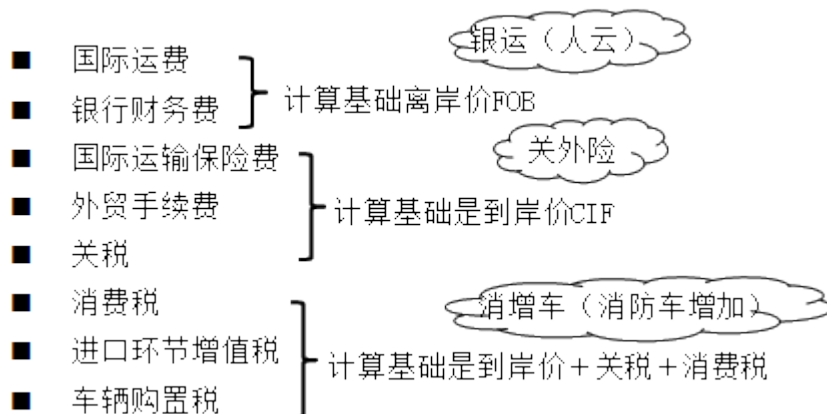 银运（人云）
■ 国际运费
■ 银行财务费
计算基础离岸价FOB
■ 国际运输保险费
关外险
■ 外贸手续费
计算基础是到岸价CIF
■ 关税
■ 消费税
消增车（消防车增加）
■ 进口环节增值税
计算基础是到岸价＋关税＋消费税
■ 车辆购置税